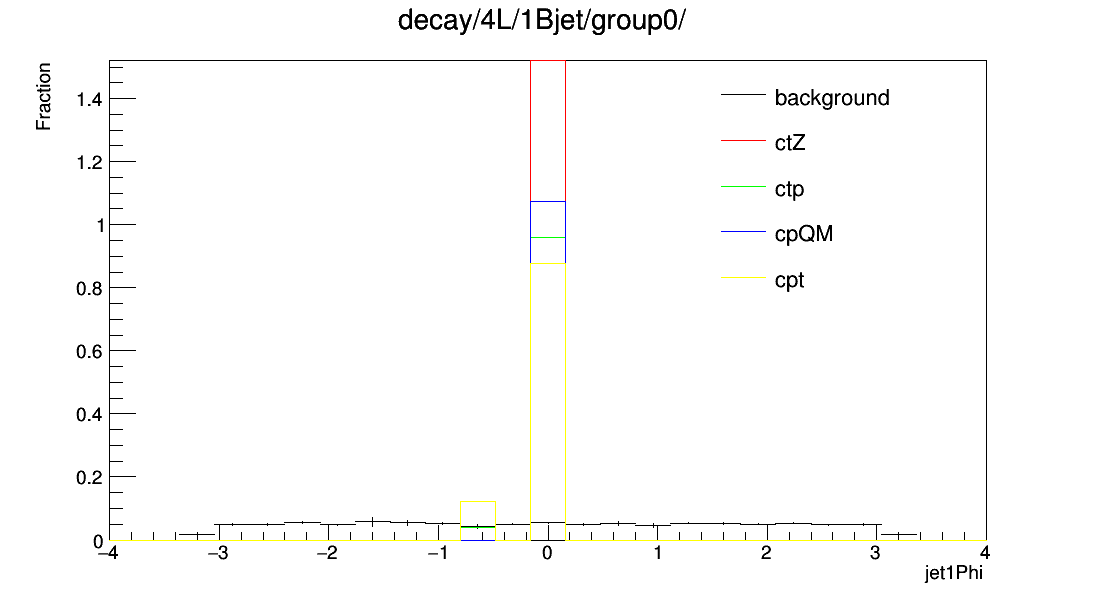 decay/4L/1Bjet/group0/
Fraction
1.4
1.2
1
0.8
0.6
0.4
0.2
0
background
ctZ
ctp
cpQM
cpt
−4 −3 −2 −1 0 1 2 3 4
jet1Phi